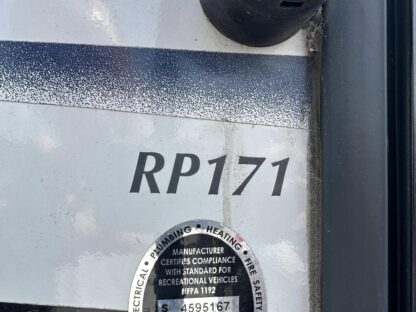 RP171
ELECTRICAL • PLUMBING • HEATING • FIRE SAFETY
MANUFACTURER
CERTIFIES COMPLIANCE
WITH STANDARD FOR
RECREATIONAL VEHICLES
NFPA 1192
S 4595167